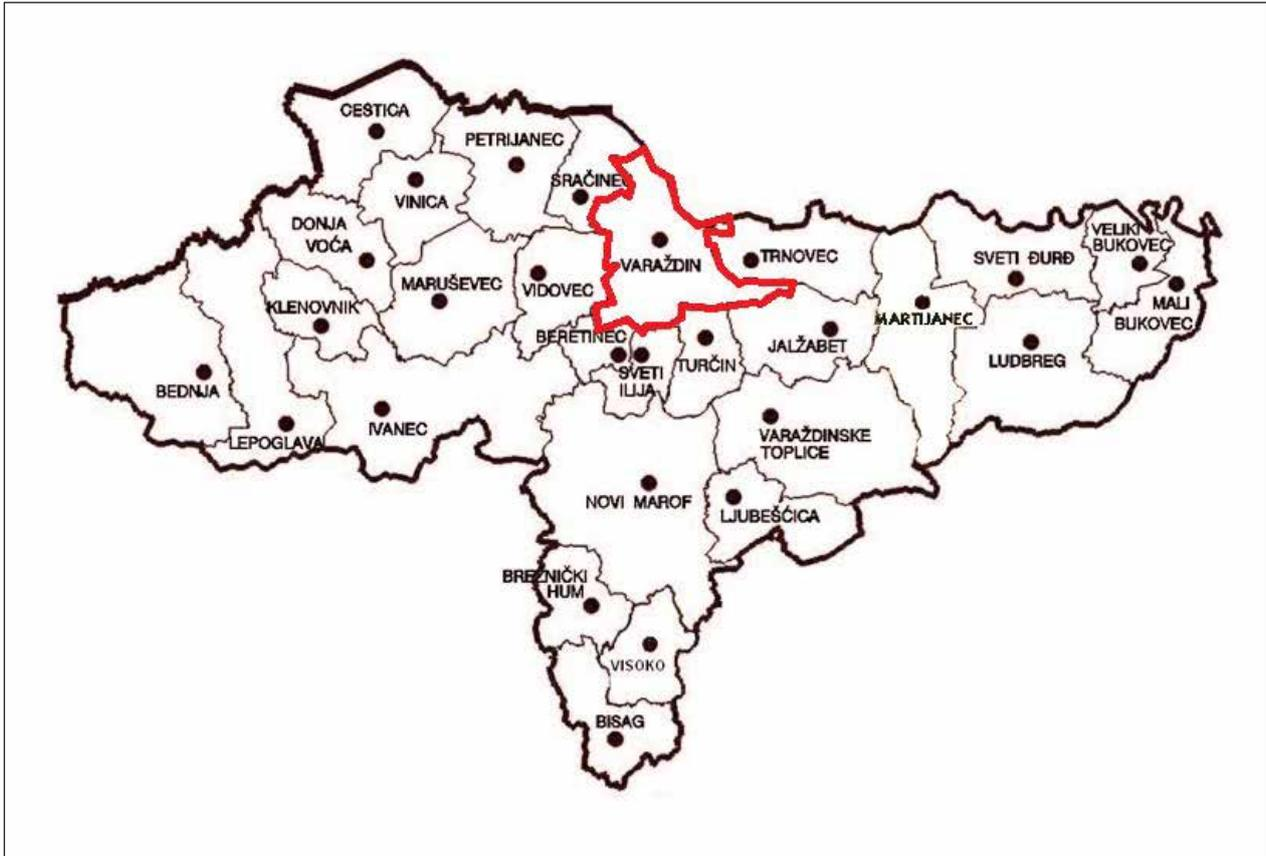 CESTICA
PETRIJANEC
SRAČINEC
VINICA
DONJA
VOĆA
VARAŽDIN
TRNOVEC
SVETI ĐURĐ
VELIKI
BUKOVEC
MARUŠEVEC
VIDOVEC
KLENOVNIK
MALI
BUKOVEC
MARTIJANEC
BERETINEC
SVETI
ILIJA
TURČIN
JALŽABET
LUDBREG
BEDNJA
LEPOGLAVA
IVANEC
VARAŽDINSKE
TOPLICE
NOVI MAROF
LJUBEŠĆICA
BREZNIČKI
HUM
VISOKO
BISAG